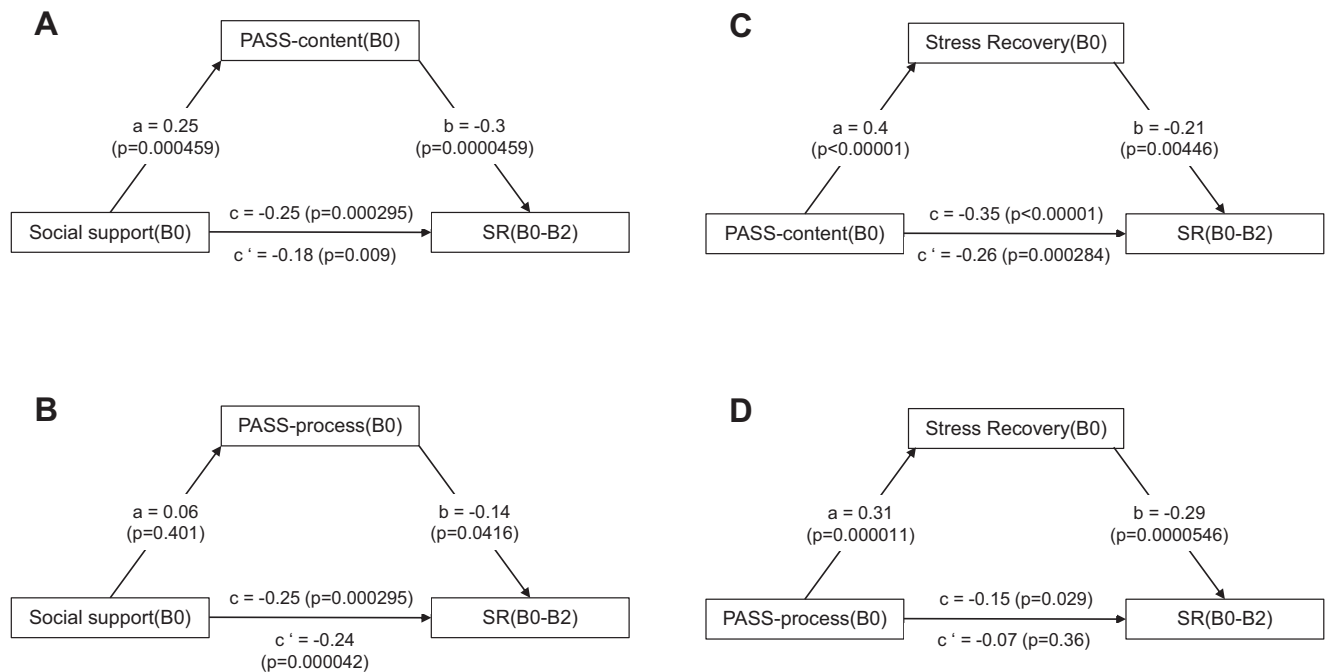 A
PASS-content(B0)
a = 0.25
(p=0.000459)
b = -0.3
(p=0.0000459)
Social support(B0)
c = -0.25 (p=0.000295)
c ‘ = -0.18 (p=0.009)
SR(B0-B2)
C
Stress Recovery(B0)
a = 0.4
(p<0.00001)
b = -0.21
(p=0.00446)
PASS-content(B0)
c = -0.35 (p<0.00001)
c ‘ = -0.26 (p=0.000284)
SR(B0-B2)
B
PASS-process(B0)
a = 0.06
(p=0.401)
b = -0.14
(p=0.0416)
Social support(B0)
c = -0.25 (p=0.000295)
c ‘ = -0.24
(p=0.000042)
SR(B0-B2)
D
Stress Recovery(B0)
a = 0.31
(p=0.000011)
b = -0.29
(p=0.0000546)
PASS-process(B0)
c = -0.15 (p=0.029)
c ‘ = -0.07 (p=0.36)
SR(B0-B2)